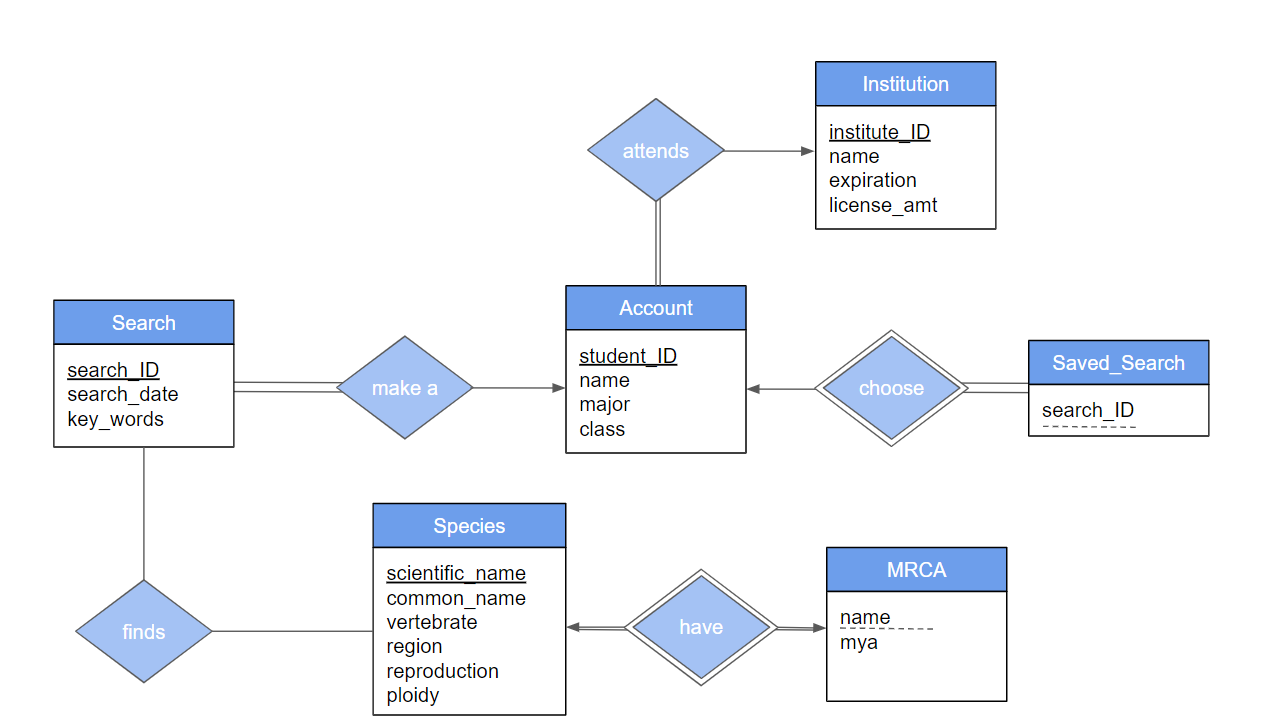 Institution
institute_ID
name
expiration
license_amt
attends
Account
student_ID
name
major
class
Search
search_ID
search_date
key_words
make a
choose
Saved_Search
search_ID
Species
scientific_name
common_name
vertebrate
region
reproduction
ploidy
finds
have
MRCA
name
mya